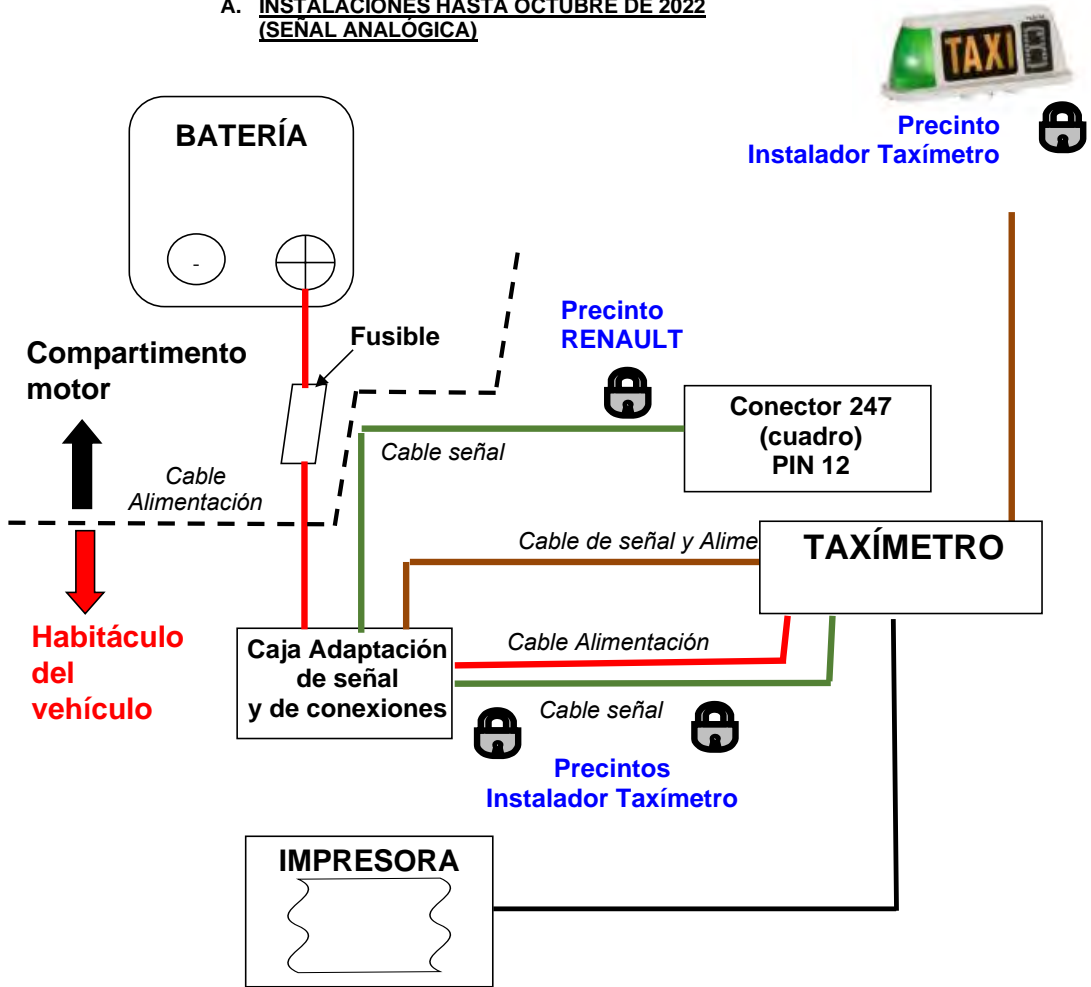 A. INSTALACIONES HASTA OCTUBRE DE 2022
(SEÑAL ANALÓGICA)
TAXI
Precinto
Instalador Taxímetro
BATERÍA
-
Fusible
Precinto
RENAULT
Compartimento
motor
Conector 247
(cuadro)
PIN 12
Cable señal
Cable
Alimentación
Cable de señal y Alime
TAXÍMETRO
Habitáculo
del
vehículo
Caja Adaptación
de señal
y de conexiones
Cable Alimentación
Cable señal
Precintos
Instalador Taxímetro
IMPRESORA